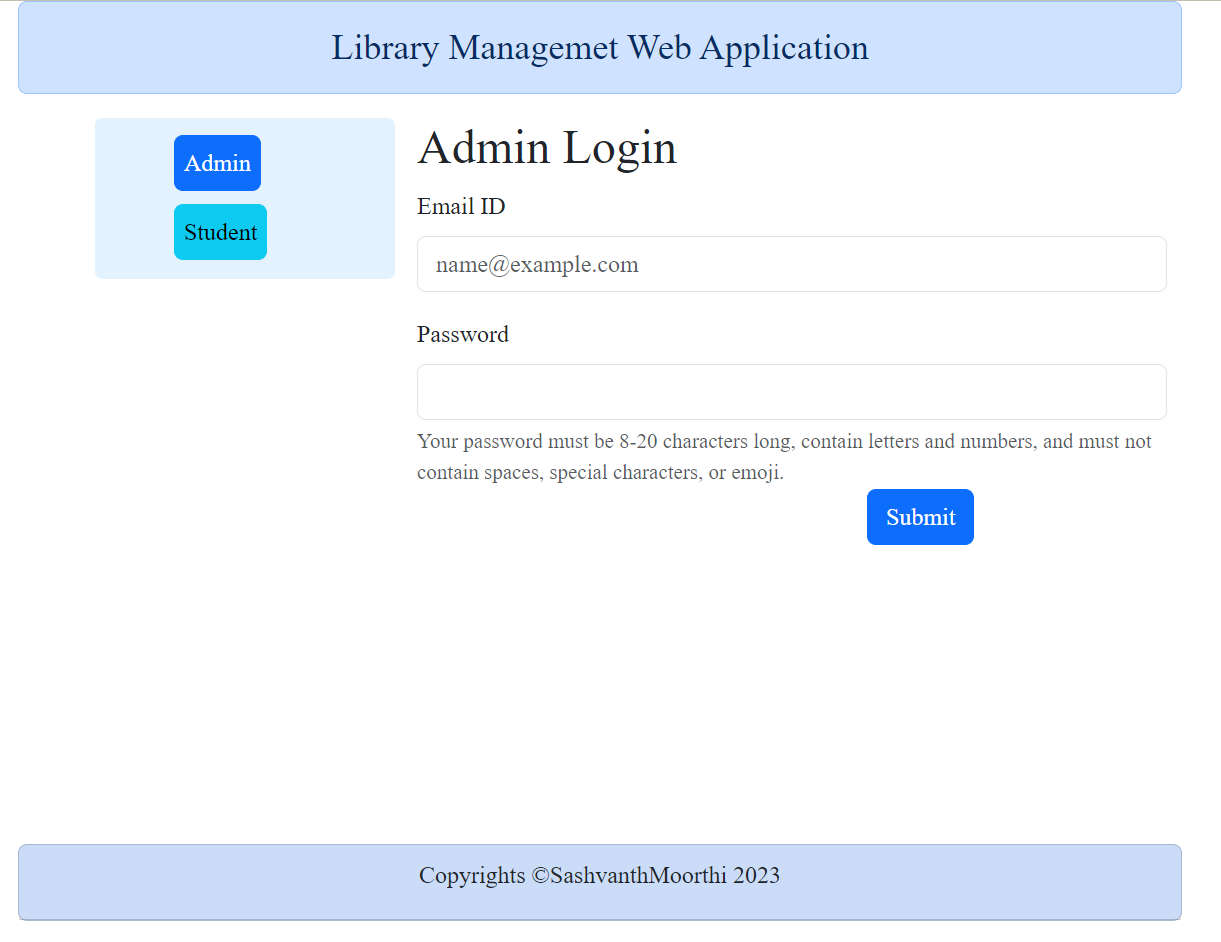 Library Managemet Web Application
Admin
Student
Admin Login
Email ID
name@example.com
Password
Your password must be 8-20 characters long, contain letters and numbers, and must not
contain spaces, special characters, or emoji.
Submit
Copyrights ©SashvanthMoorthi 2023